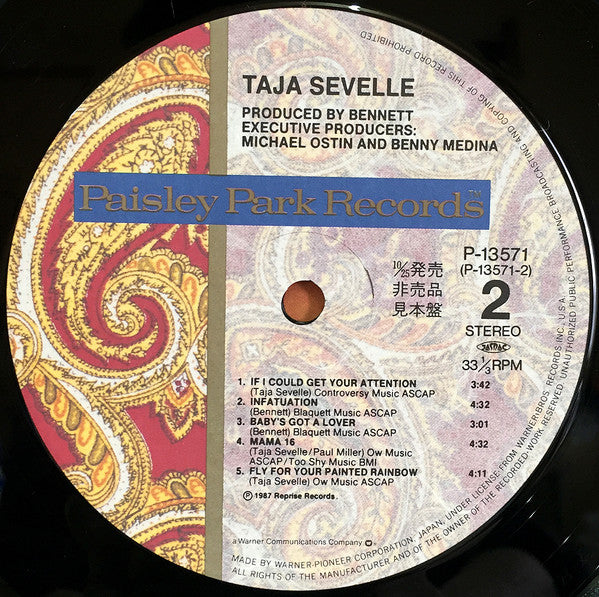 TAJA SEVELLE
PRODUCED BY BENNETT
EXECUTIVE PRODUCERS:
MICHAEL OSTIN AND BENNY MEDINA
Paisley Park Records™
P-13571
(P-13571-2)
10/25発売
非売品
見本盤
2
STEREO
JASRAC
33 1/3 RPM
1. IF I COULD GET YOUR ATTENTION 3:42
(Taja Sevelle) Controversy Music ASCAP
2. INFATUATION 4:32
(Bennett) Blaquett Music ASCAP
3. BABY'S GOT A LOVER 3:01
(Bennett) Blaquett Music ASCAP
4. MAMA 16 4:32
(Taja Sevelle/Paul Miller) Ow Music
ASCAP/Too Shy Music BMI
5. FLY FOR YOUR PAINTED RAINBOW 4:11
(Taja Sevelle) Ow Music ASCAP
℗ 1987 Reprise Records.
a Warner Communications Company
MADE BY WARNER-PIONEER CORPORATION, JAPAN, UNDER LICENSE FROM WARNER BROS. RECORDS INC., U.S.A.
ALL RIGHTS OF THE MANUFACTURER AND OF THE OWNER OF THE RECORDED WORK RESERVED. UNAUTHORIZED PUBLIC PERFORMANCE, BROADCASTING AND COPYING OF THIS RECORD PROHIBITED